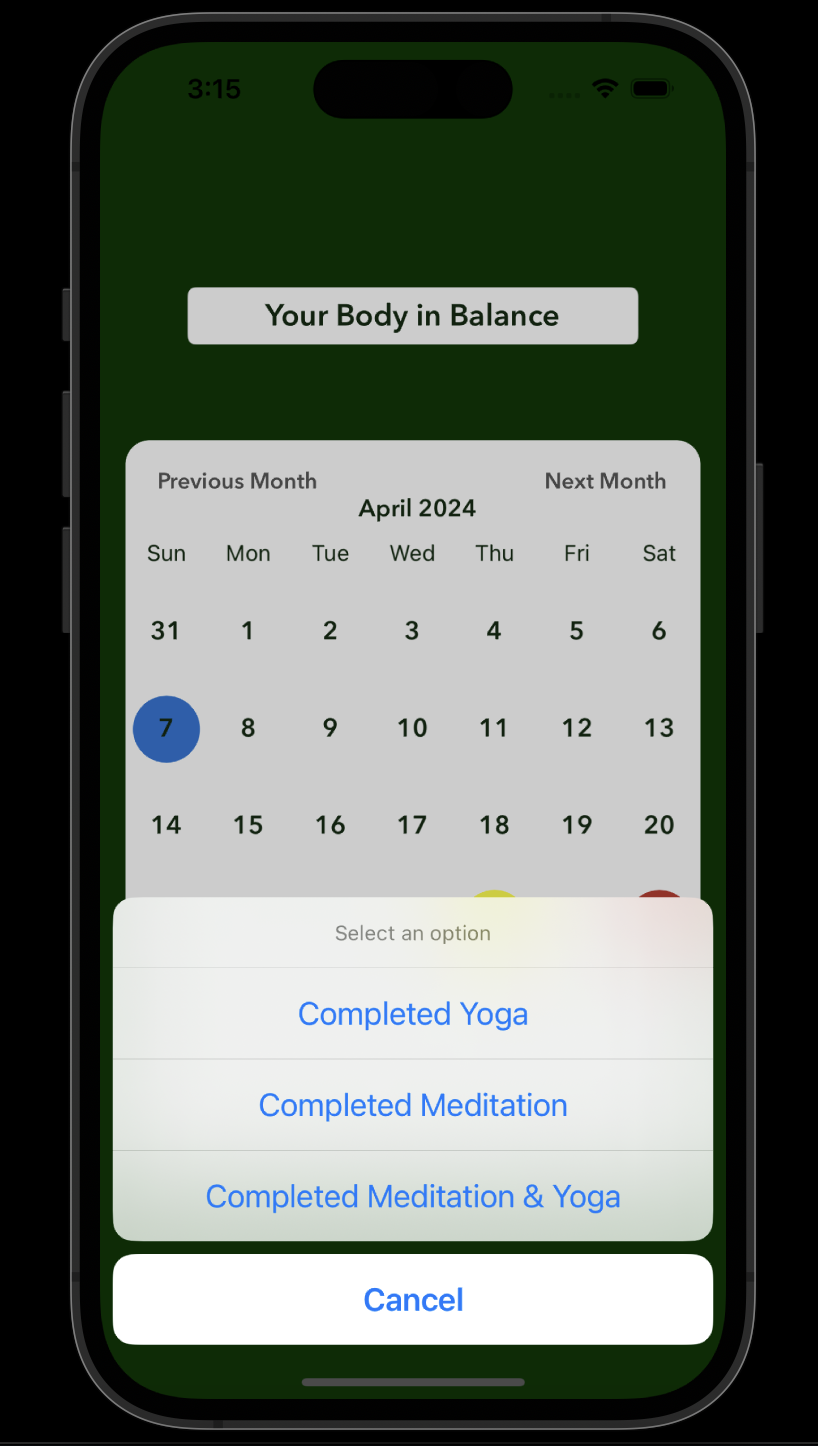 3:15
Your Body in Balance
Previous Month Next Month
April 2024
Sun Mon Tue Wed Thu Fri Sat
31 1 2 3 4 5 6
7 8 9 10 11 12 13
14 15 16 17 18 19 20
Select an option
Completed Yoga
Completed Meditation
Completed Meditation & Yoga
Cancel